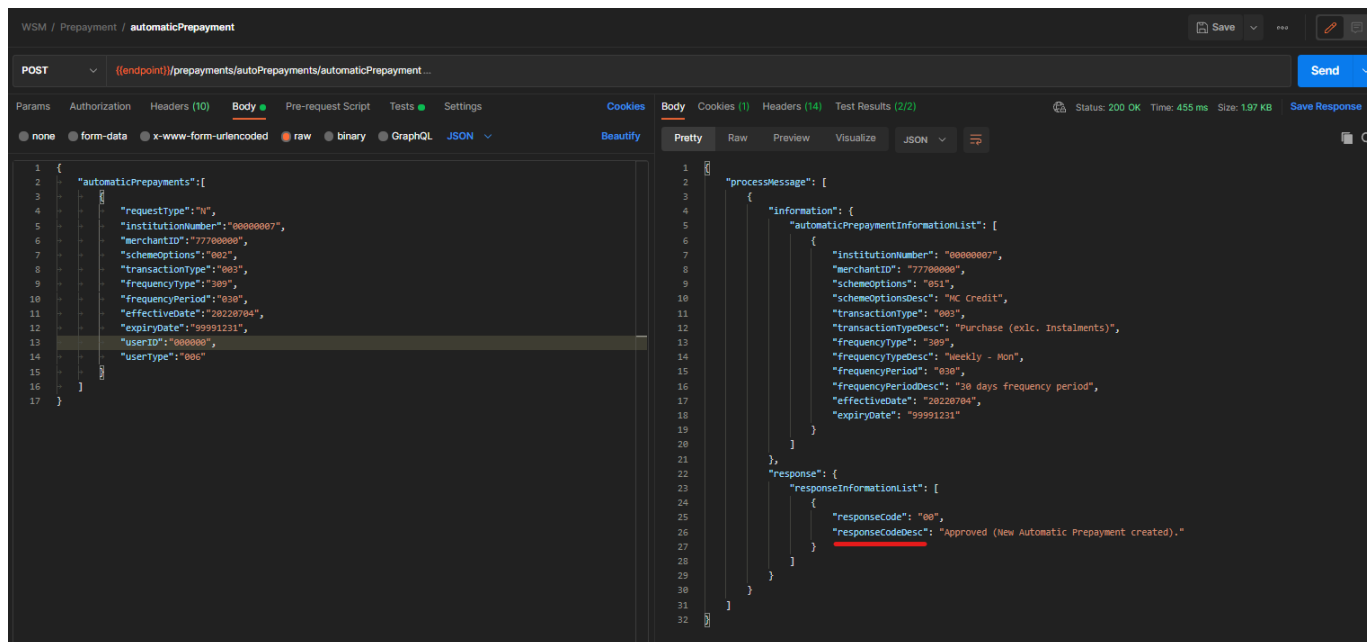 WSM / Prepayment / automaticPrepayment
Save
POST
{{endpoint}}/prepayments/autoPrepayments/automaticPrepayment...
Send
Params Authorization Headers (10) Body Pre-request Script Tests Settings Cookies
none form-data x-www-form-urlencoded raw binary GraphQL JSON Beautify
1 {
2 "automaticPrepayments":[
3 {
4 "requestType":"N",
5 "institutionNumber":"00000007",
6 "merchantID":"77700000",
7 "schemeOptions":"002",
8 "transactionType":"003",
9 "frequencyType":"309",
10 "frequencyPeriod":"030",
11 "effectiveDate":"20220704",
12 "expiryDate":"99991231",
13 "userID":"000000",
14 "userType":"006"
15 }
16 ]
17 }
Body Cookies (1) Headers (14) Test Results (2/2) Status: 200 OK Time: 455 ms Size: 1.97 KB Save Response
Pretty Raw Preview Visualize JSON
1 {
2 "processMessage": [
3 {
4 "information": {
5 "automaticPrepaymentInformationList": [
6 {
7 "institutionNumber": "00000007",
8 "merchantID": "77700000",
9 "schemeOptions": "051",
10 "schemeOptionsDesc": "MC Credit",
11 "transactionType": "003",
12 "transactionTypeDesc": "Purchase (exlc. Instalments)",
13 "frequencyType": "309",
14 "frequencyTypeDesc": "Weekly - Mon",
15 "frequencyPeriod": "030",
16 "frequencyPeriodDesc": "30 days frequency period",
17 "effectiveDate": "20220704",
18 "expiryDate": "99991231"
19 }
20 ]
21 },
22 "response": {
23 "responseInformationList": [
24 {
25 "responseCode": "00",
26 "responseCodeDesc": "Approved (New Automatic Prepayment created)."
27 }
28 ]
29 }
30 }
31 ]
32 }